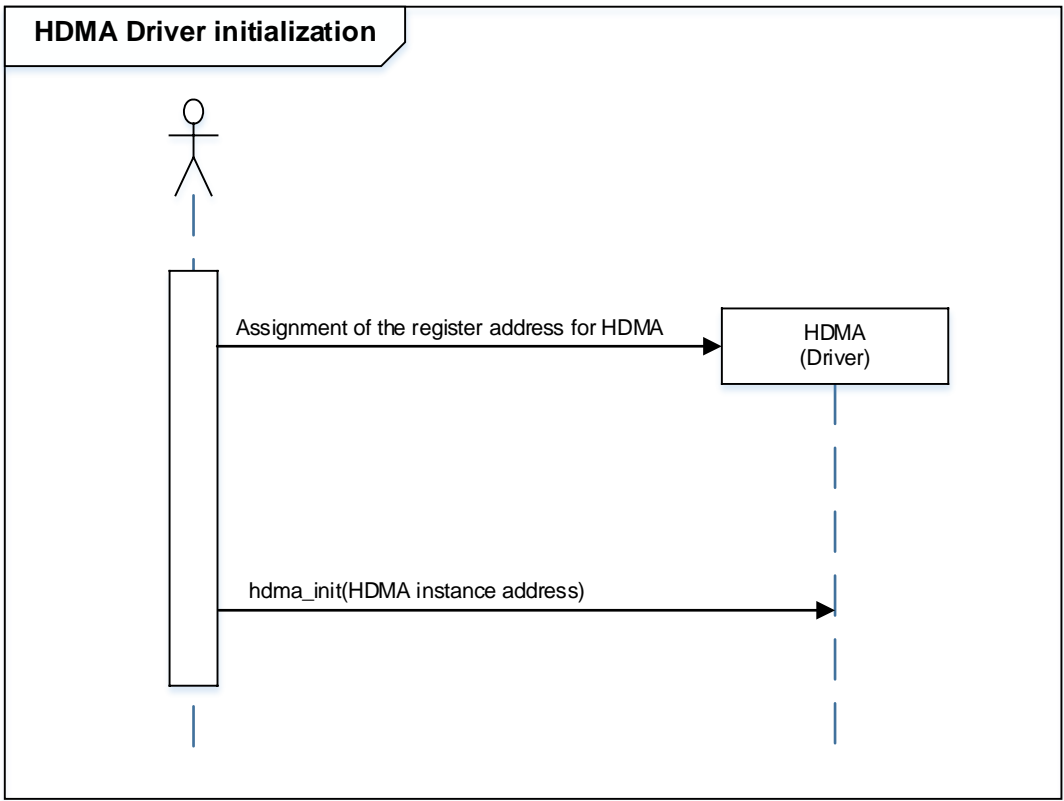 HDMA Driver initialization
Assignment of the register address for HDMA
HDMA
(Driver)
hdma_init(HDMA instance address)